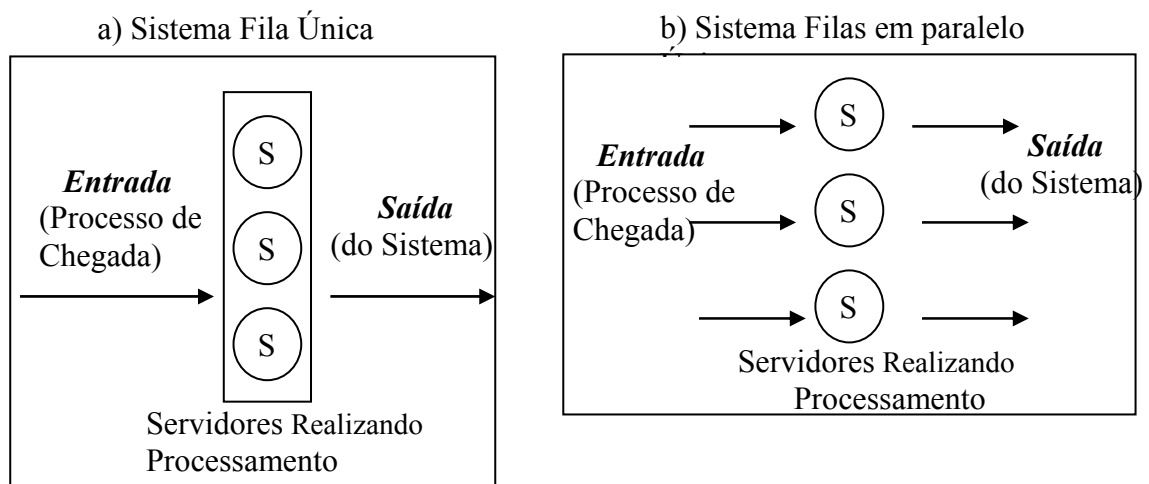 a) Sistema Fila Única
S
S
S
Entrada
(Processo de
Chegada)
Saída
(do Sistema)
Servidores Realizando
Processamento
b) Sistema Filas em paralelo
S
S
S
Entrada
(Processo de
Chegada)
Saída
(do Sistema)
Servidores Realizando
Processamento